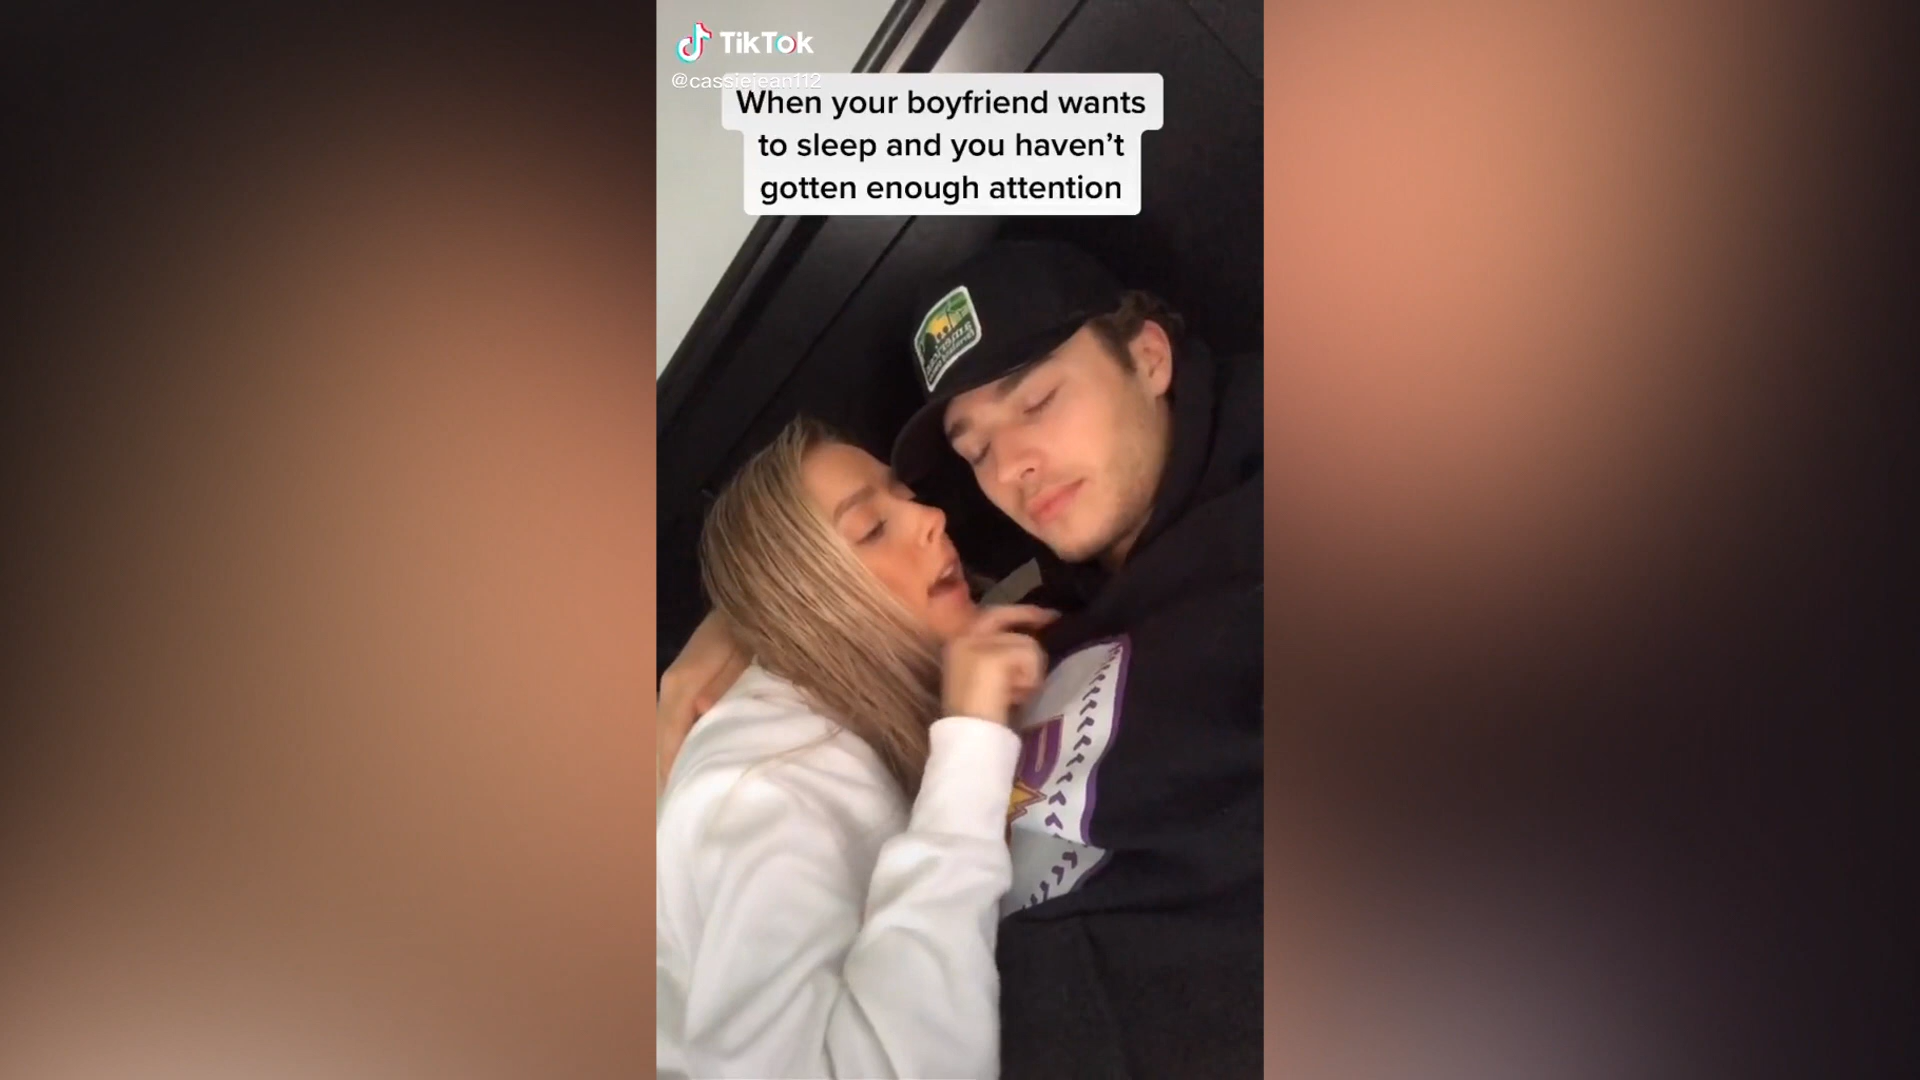 TikTok
@cassiejean112
When your boyfriend wants
to sleep and you haven’t
gotten enough attention